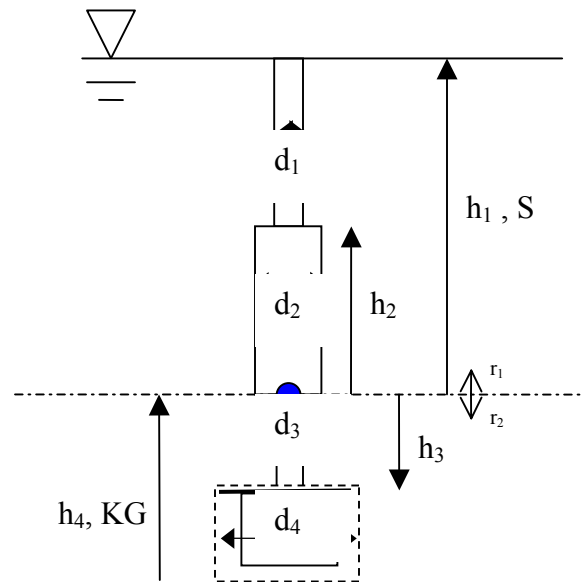 d₁
h₁ , S
d₂
h₂
r₁
r₂
d₃
h₃
h₄, KG
d₄